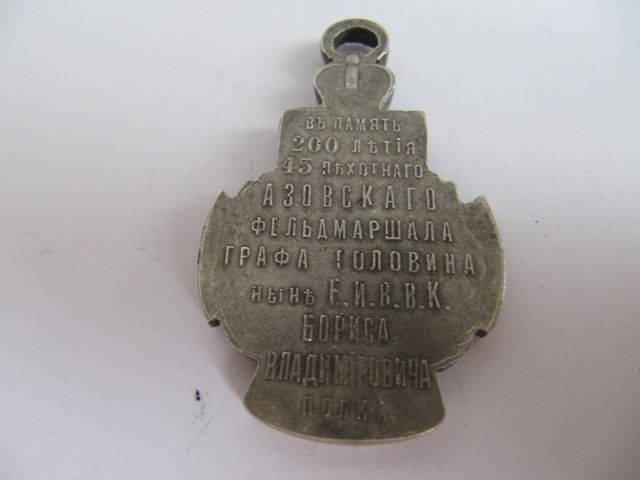 ВЪ ПАМЯТЬ
200 ЛѢТІЯ
45 ПѢХОТНАГО
АЗОВСКАГО
ФЕЛЬДМАРШАЛА
ГРАФА ГОЛОВИНА
НЫНѢ Е.И.В.В.К.
БОРИСА
ВЛАДИМІРОВИЧА
ПОЛКА